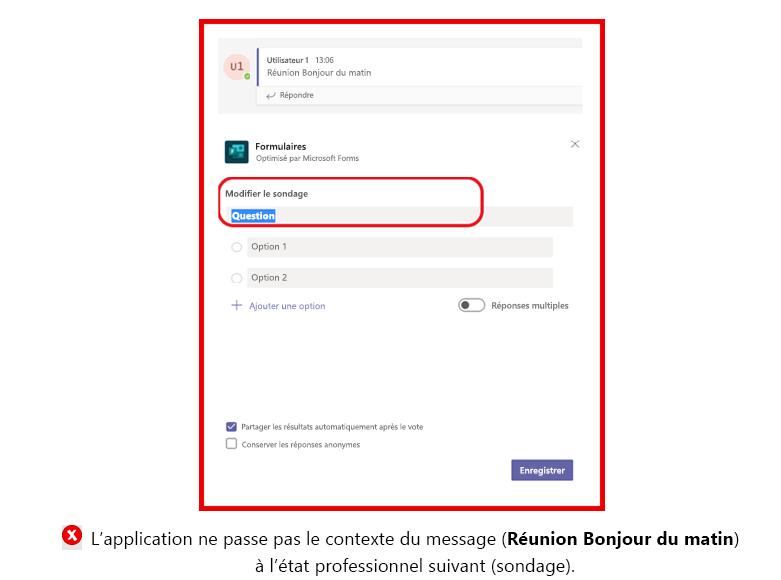 U1
Utilisateur 1 13:06
Réunion Bonjour du matin
Répondre
Formulaires
Optimisé par Microsoft Forms
Modifier le sondage
Question
Option 1
Option 2
Ajouter une option
Réponses multiples
Partager les résultats automatiquement après le vote
Conserver les réponses anonymes
Enregistrer
L’application ne passe pas le contexte du message (Réunion Bonjour du matin)
à l’état professionnel suivant (sondage).